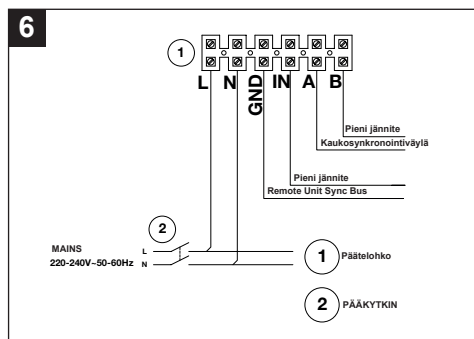 6
1
L N GND IN A B
Pieni jännite
Kaukosynkronointiväylä
Pieni jännite
Remote Unit Sync Bus
2
MAINS L
220-240V~50-60Hz N
1 Päätelohko
2 PÄÄKYTKIN